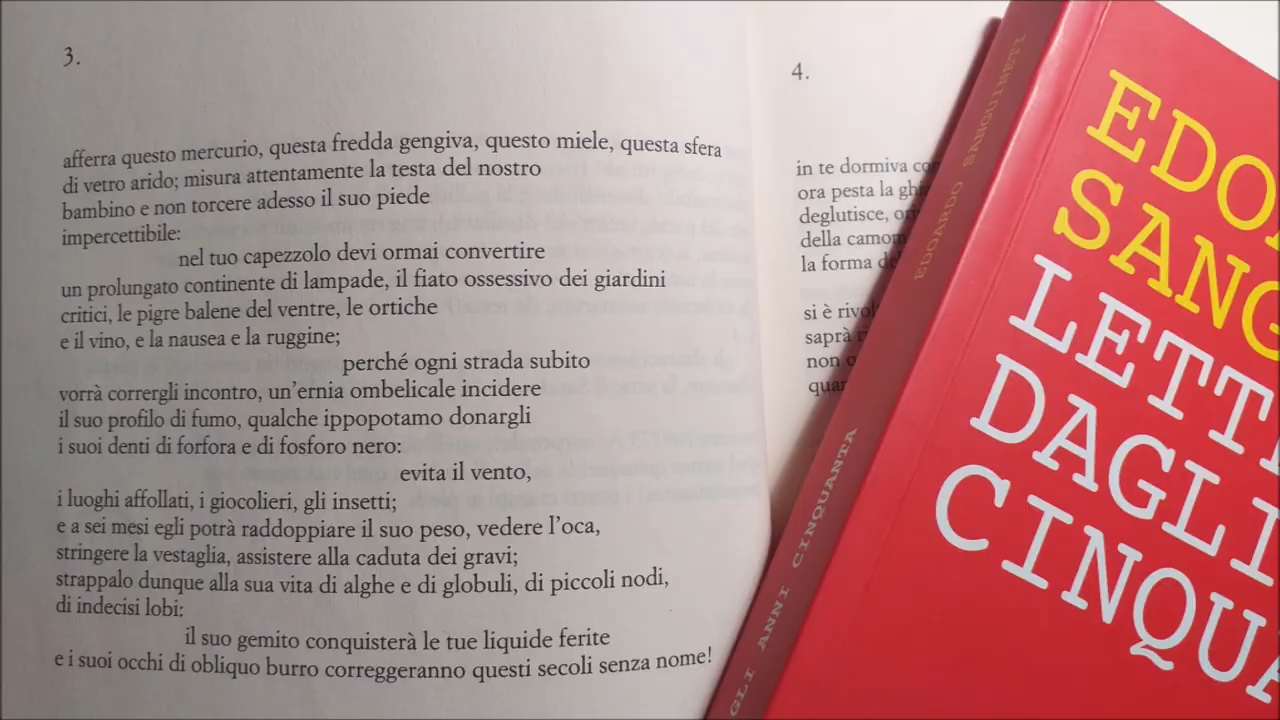 3.
afferra questo mercurio, questa fredda gengiva, questo miele, questa sfera
di vetro arido; misura attentamente la testa del nostro
bambino e non torcere adesso il suo piede
impercettibile:
nel tuo capezzolo devi ormai convertire
un prolungato continente di lampade, il fiato ossessivo dei giardini
critici, le pigre balene del ventre, le ortiche
e il vino, e la nausea e la ruggine;
perché ogni strada subito
vorrà corrergli incontro, un'ernia ombelicale incidere
il suo profilo di fumo, qualche ippopotamo donargli
i suoi denti di forfora e di fosforo nero:
evita il vento,
i luoghi affollati, i giocolieri, gli insetti;
e a sei mesi egli potrà raddoppiare il suo peso, vedere l'oca,
stringere la vestaglia, assistere alla caduta dei gravi;
strappalo dunque alla sua vita di alghe e di globuli, di piccoli nodi,
di indecisi lobi:
il suo gemito conquisterà le tue liquide ferite
e i suoi occhi di obliquo burro correggeranno questi secoli senza nome!
4.
in te dormiva
ora pesta la
deglutisce,
della
la forma
si è
saprà
non
EDOARDO SANGUINETI
GLI ANNI CINQUANTA
EDO
SANG
LETT
DAGLI
CINQUA